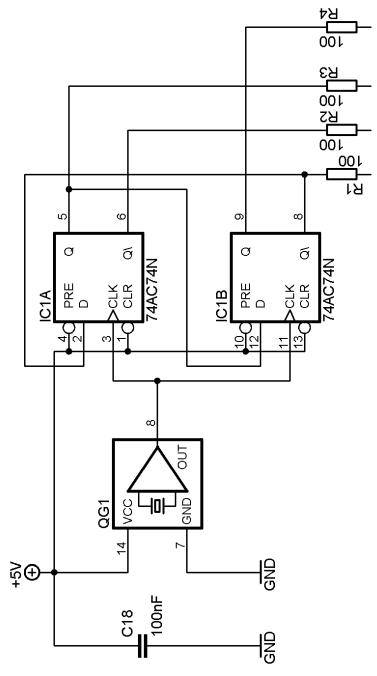 R4
100
R3
100
R2
100
100
R1
5
6
9
8
Q
Q\
Q
Q\
IC1A
PRE
D
CLK
CLR
74AC74N
IC1B
PRE
D
CLK
CLR
74AC74N
4
2
3
1
10
12
11
13
8
QG1
VCC
OUT
GND
14
7
+5V
C18
100nF
GND
GND